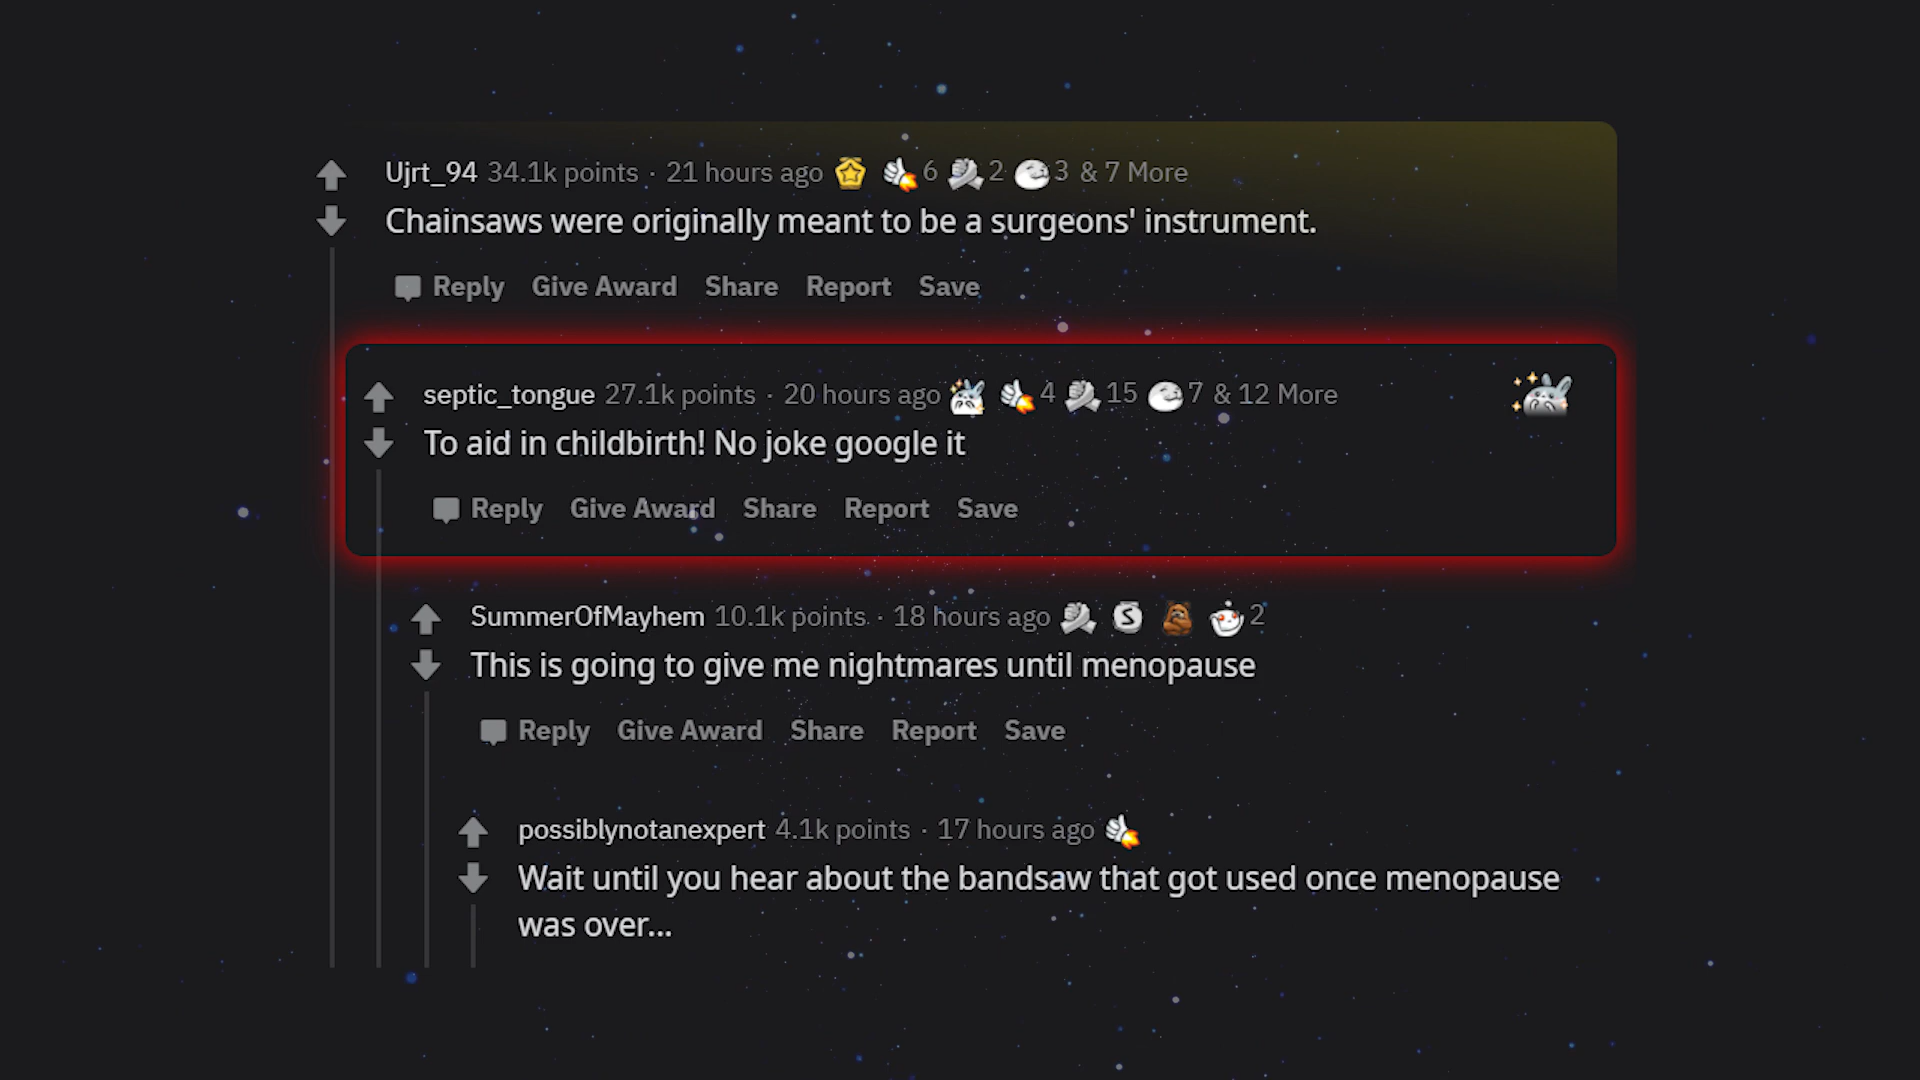 Ujrt_94 34.1k points · 21 hours ago 6 2 3 & 7 More
Chainsaws were originally meant to be a surgeons' instrument.
Reply Give Award Share Report Save
septic_tongue 27.1k points · 20 hours ago 4 15 7 & 12 More
To aid in childbirth! No joke google it
Reply Give Award Share Report Save
SummerOfMayhem 10.1k points · 18 hours ago S 2
This is going to give me nightmares until menopause
Reply Give Award Share Report Save
possiblynotanexpert 4.1k points · 17 hours ago
Wait until you hear about the bandsaw that got used once menopause
was over...